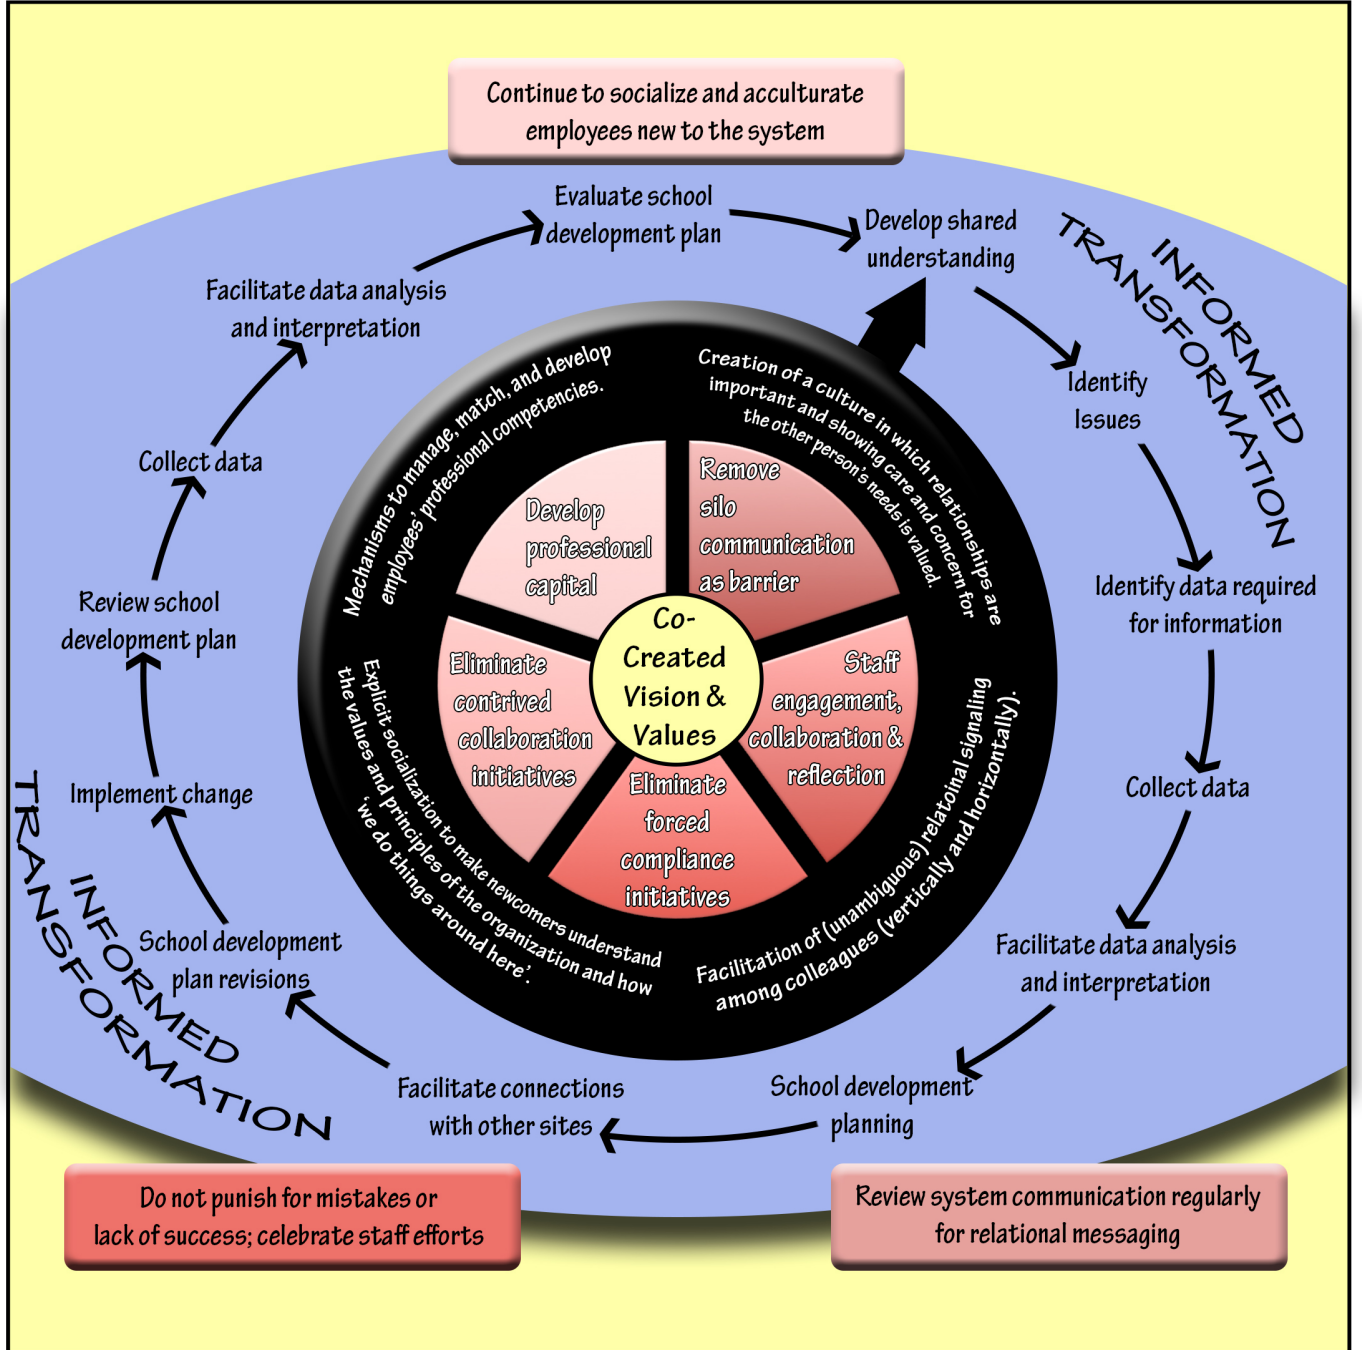 Continue to socialize and acculturate
employees new to the system
Evaluate school
development plan
Develop shared
understanding
Identify
Issues
Identify data required
for information
Collect data
Facilitate data analysis
and interpretation
School development
planning
Facilitate connections
with other sites
School development
plan revisions
Implement change
Review school
development plan
Collect data
Facilitate data analysis
and interpretation
INFORMED
TRANSFORMATION
INFORMED
TRANSFORMATION
Mechanisms to manage, match, and develop
employees' professional competencies.
Creation of a culture in which relationships are
important and showing care and concern for
the other person's needs is valued.
Facilitation of (unambiguous) relatoinal signaling
among colleagues (vertically and horizontally).
Explicit socialization to make newcomers understand
the values and principles of the organization and how
'we do things around here'.
Develop
professional
capital
Remove
silo
communication
as barrier
Staff
engagement,
collaboration &
reflection
Eliminate
forced
compliance
initiatives
Eliminate
contrived
collaboration
initiatives
Co-
Created
Vision &
Values
Do not punish for mistakes or
lack of success; celebrate staff efforts
Review system communication regularly
for relational messaging